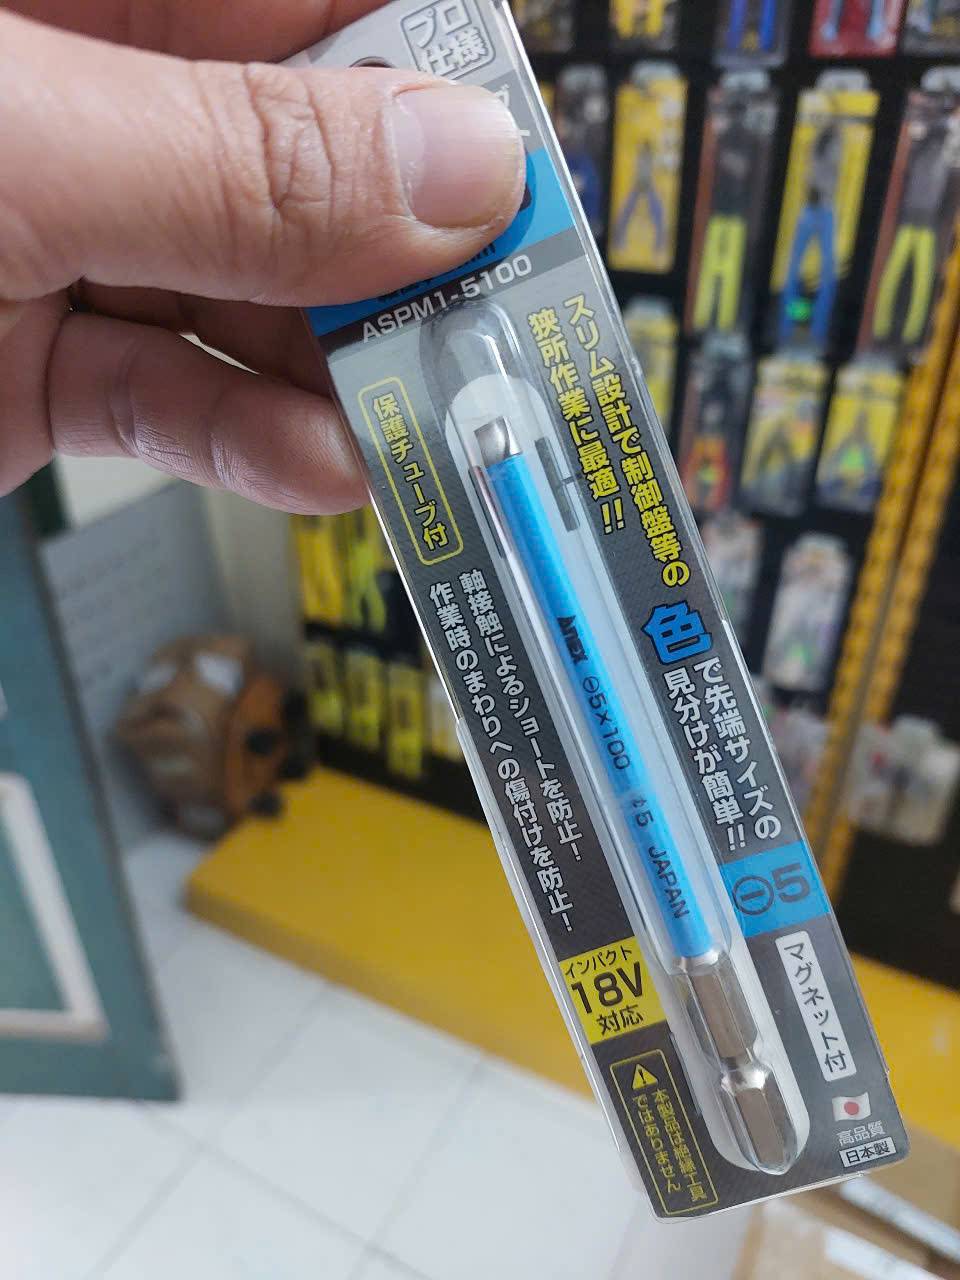 プロ
仕様
ASPM1-5100
保護チューブ付
スリム設計で制御盤等の
狭所作業に最適!!
軸接触によるショートを防止!
作業時のまわりへの傷付けを防止!
色で先端サイズの
見分けが簡単!!
ANEX ⊖5×100 φ5 JAPAN
⊖5
インパクト
18V
対応
マグネット付
本製品は絶縁工具
ではありません
高品質
日本製